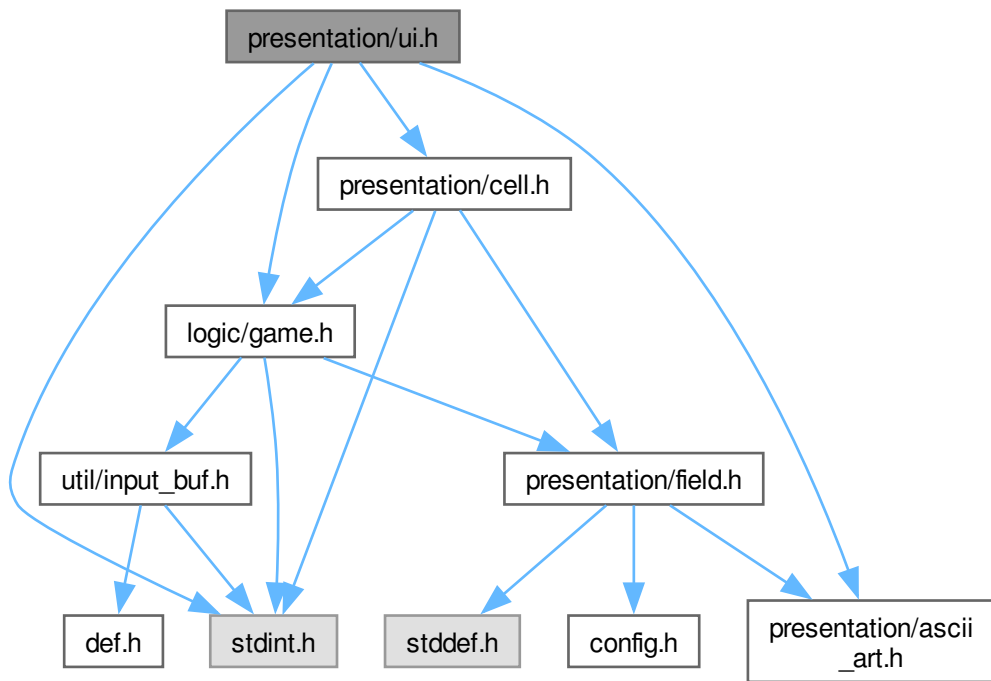 presentation/ui.h
presentation/cell.h
logic/game.h
util/input_buf.h
presentation/field.h
def.h
stdint.h
stddef.h
config.h
presentation/ascii
_art.h